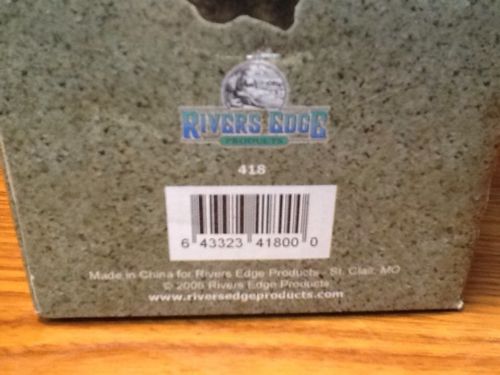 RIVERS EDGE
PRODUCTS
418
6 43323 41800 0
Made in China for Rivers Edge Products - St. Clair, MO
© 2006 Rivers Edge Products
www.riversedgeproducts.com